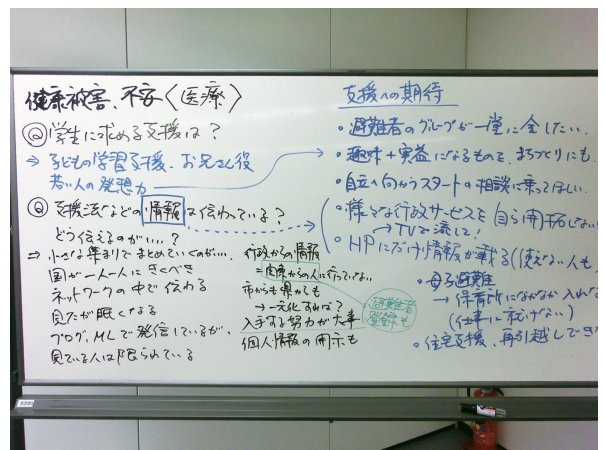 健康被害、不安〈医療〉
Q 学生に求める支援は？
⇒ 子どもの学習支援、お兄さん役
若い人の発想力
Q 支援法などの情報は伝わっている？
どう伝えるのがいい…？
⇒ 小さな集まりでまとめていくのが…
国が一人一人にきくべき
ネットワークの中で伝わる
見たが眠くなる
ブログ、MLで発信しているが、
見ている人は限られている
行政からの情報
＝関係からの人に行っていない
市からも県からも
→一元化すれば？
入手する努力が大事
個人情報の開示も
避難者
登録も
支援への期待
・避難者のグループが一堂に会したい。
・趣味＋実益になるものを、まちづくりにも
・自立へ向かうスタートの相談に乗ってほしい。
・様々な行政サービスを自ら開拓しない
→TVで流して！
・HPにだけ情報が載る(使えない人も
・母子避難
→保育所になかなか入れな
(仕事に就けない)
・住宅支援、再引越しでき